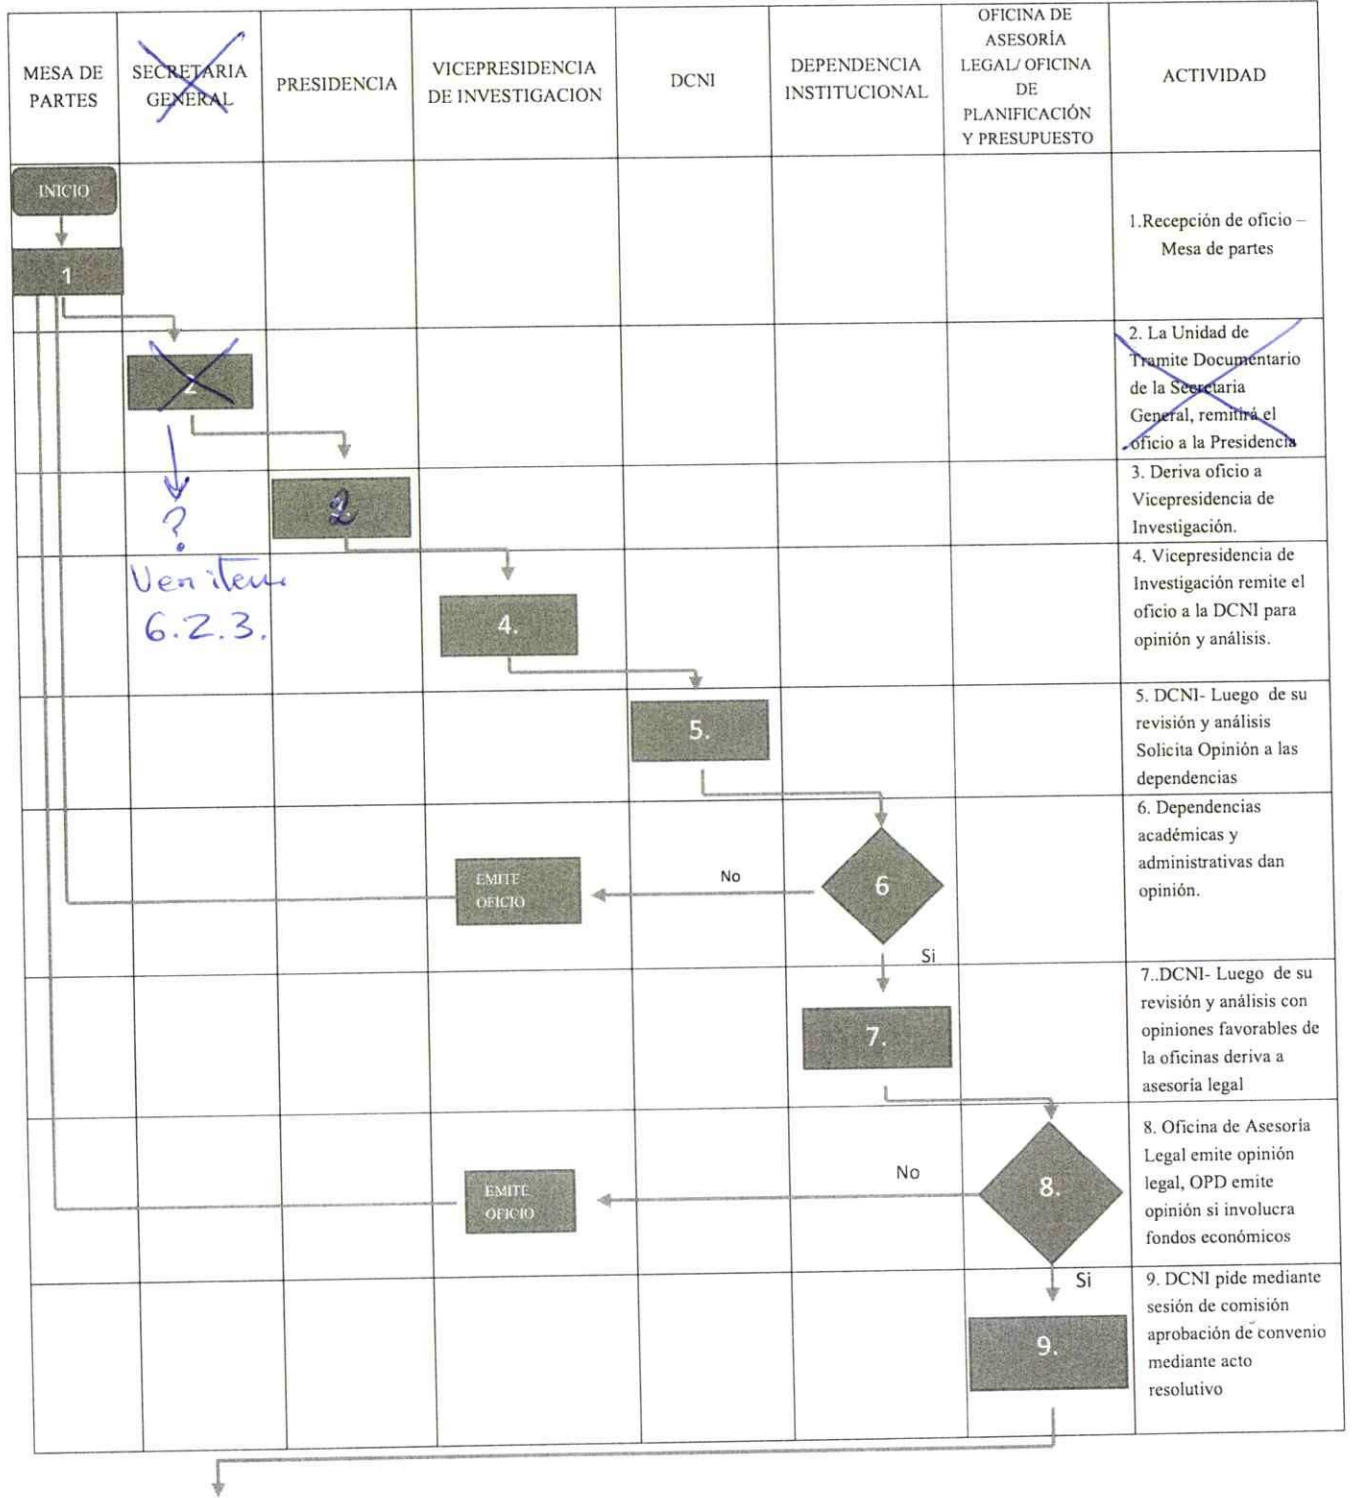 MESA DE
PARTES
SECRETARIA
GENERAL
PRESIDENCIA
VICEPRESIDENCIA
DE INVESTIGACION
DCNI
DEPENDENCIA
INSTITUCIONAL
OFICINA DE
ASESORÍA
LEGAL/ OFICINA
DE
PLANIFICACIÓN
Y PRESUPUESTO
ACTIVIDAD
INICIO
1
1.Recepción de oficio –
Mesa de partes
2
2. La Unidad de
Tramite Documentario
de la Secretaria
General, remitirá el
oficio a la Presidencia
?
Ver item
6.2.3.
2
3. Deriva oficio a
Vicepresidencia de
Investigación.
4.
4. Vicepresidencia de
Investigación remite el
oficio a la DCNI para
opinión y análisis.
5.
5. DCNI- Luego de su
revisión y análisis
Solicita Opinión a las
dependencias
EMITE
OFICIO
No
6
Si
6. Dependencias
académicas y
administrativas dan
opinión.
7.
7..DCNI- Luego de su
revisión y análisis con
opiniones favorables de
la oficinas deriva a
asesoría legal
EMITE
OFICIO
No
8.
Si
8. Oficina de Asesoría
Legal emite opinión
legal, OPD emite
opinión si involucra
fondos económicos
9.
9. DCNI pide mediante
sesión de comisión
aprobación de convenio
mediante acto
resolutivo